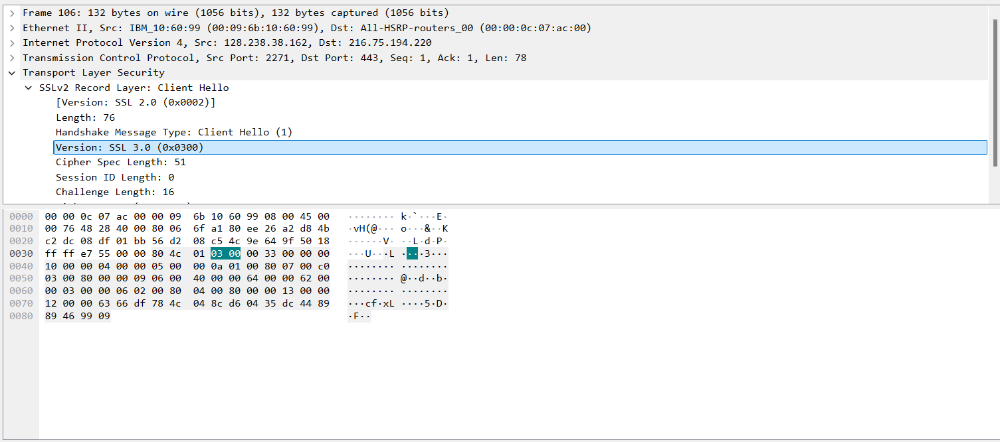 Frame 106: 132 bytes on wire (1056 bits), 132 bytes captured (1056 bits)
Ethernet II, Src: IBM_10:60:99 (00:09:6b:10:60:99), Dst: All-HSRP-routers_00 (00:00:0c:07:ac:00)
Internet Protocol Version 4, Src: 128.238.38.162, Dst: 216.75.194.220
Transmission Control Protocol, Src Port: 2271, Dst Port: 443, Seq: 1, Ack: 1, Len: 78
Transport Layer Security
SSLv2 Record Layer: Client Hello
[Version: SSL 2.0 (0x0002)]
Length: 76
Handshake Message Type: Client Hello (1)
Version: SSL 3.0 (0x0300)
Cipher Spec Length: 51
Session ID Length: 0
Challenge Length: 16
0000 00 00 0c 07 ac 00 00 09 6b 10 60 99 08 00 45 00 ········ k·`···E·
0010 00 76 48 28 40 00 80 06 6f a1 80 ee 26 a2 d8 4b ·vH(@··· o···&··K
0020 c2 dc 08 df 01 bb 56 d2 08 c5 4c 9e 64 9f 50 18 ······V· ··L·d·P·
0030 ff ff e7 55 00 00 80 4c 01 03 00 00 33 00 00 00 ···U···L ····3···
0040 10 00 00 04 00 00 05 00 00 0a 01 00 80 07 00 c0 ········ ········
0050 03 00 80 00 00 09 06 00 40 00 00 64 00 00 62 00 ········ @··d··b·
0060 00 03 00 00 06 02 00 80 04 00 80 00 00 13 00 00 ········ ········
0070 12 00 00 63 66 df 78 4c 04 8c d6 04 35 dc 44 89 ···cf·xL ····5·D·
0080 89 46 99 09 ·F··